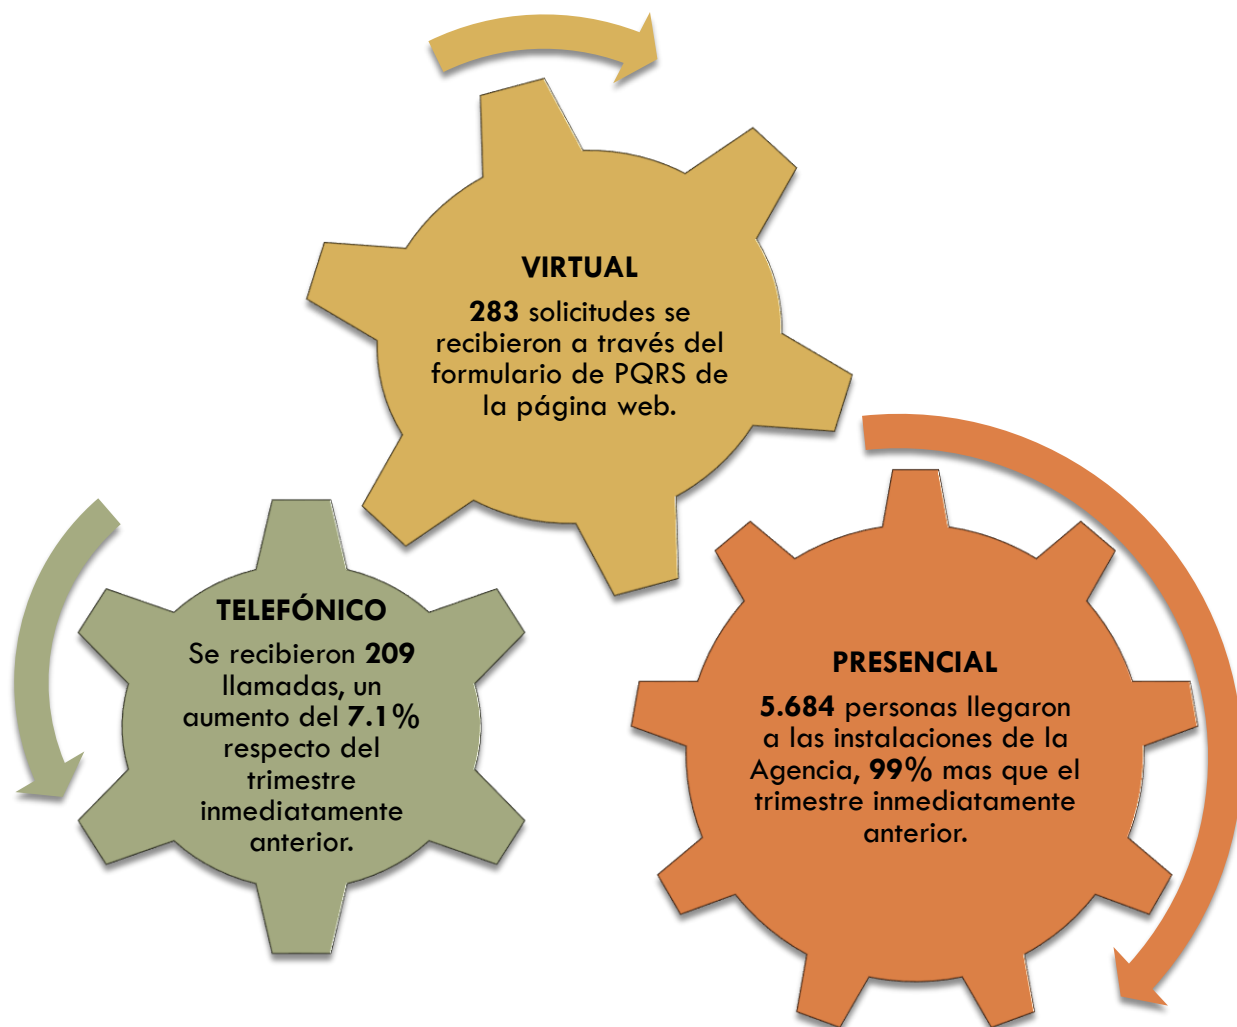 VIRTUAL
283 solicitudes se
recibieron a través del
formulario de PQRS de
la página web.
TELEFÓNICO
Se recibieron 209
llamadas, un
aumento del 7.1%
respecto del
trimestre
inmediatamente
anterior.
PRESENCIAL
5.684 personas llegaron
a las instalaciones de la
Agencia, 99% mas que el
trimestre inmediatamente
anterior.